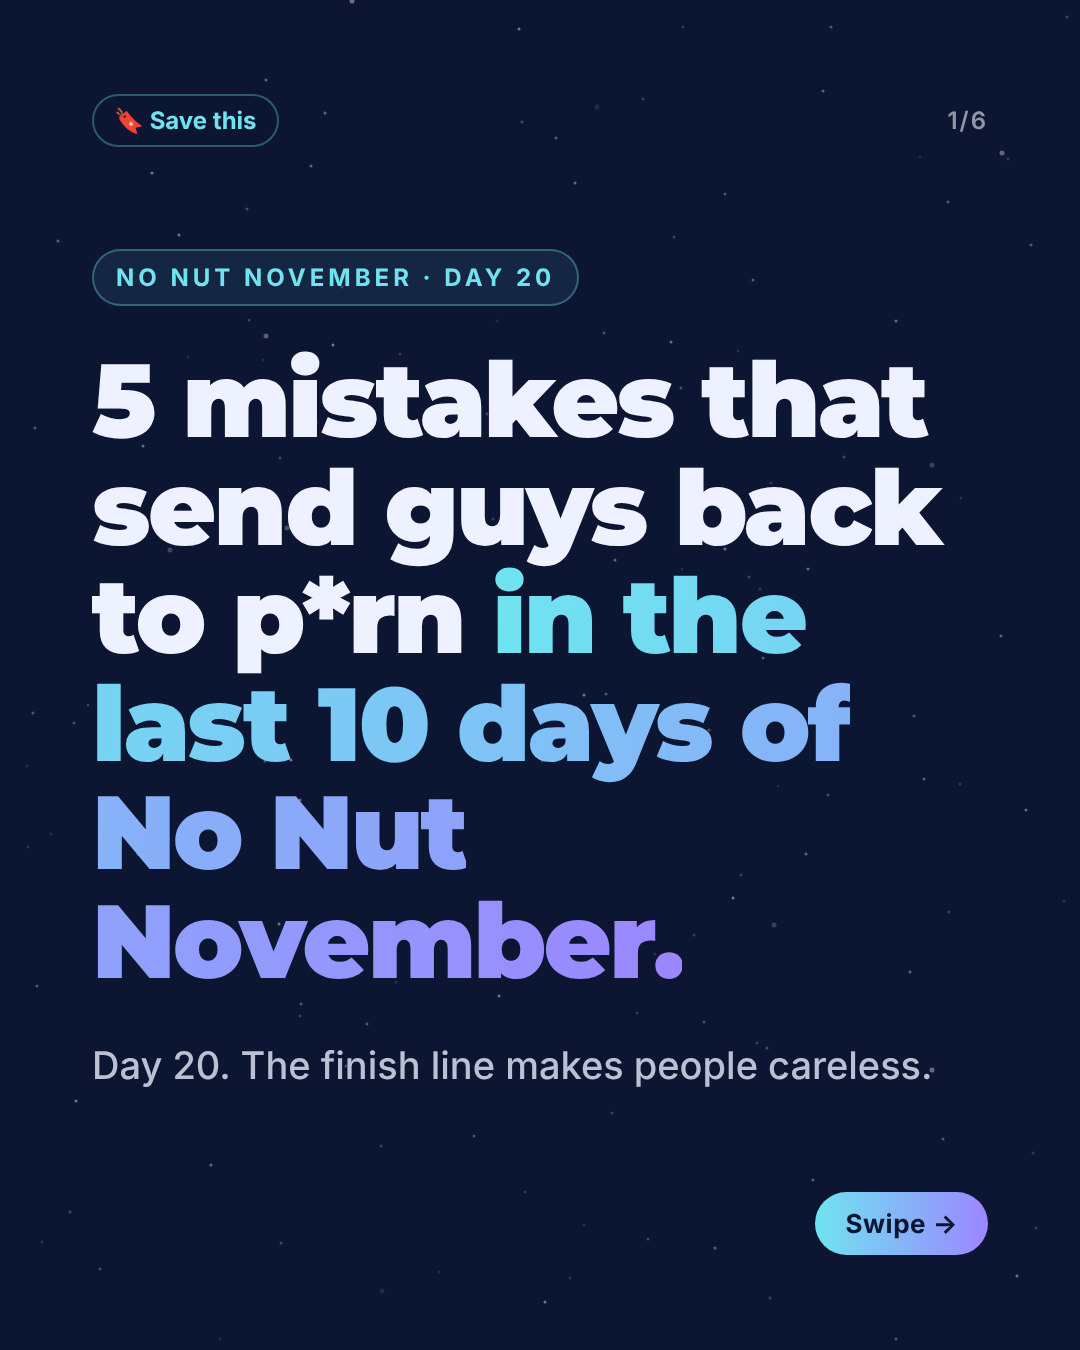 🔖 Save this
1/6
NO NUT NOVEMBER · DAY 20
5 mistakes that
send guys back
to p*rn in the
last 10 days of
No Nut
November.
Day 20. The finish line makes people careless.
Swipe →